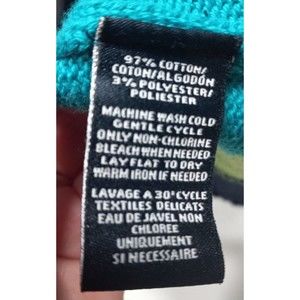 97% COTTON/
COTON/ALGODÓN
3% POLYESTER/
POLIESTER
MACHINE WASH COLD
GENTLE CYCLE
ONLY NON-CHLORINE
BLEACH WHEN NEEDED
LAY FLAT TO DRY
WARM IRON IF NEEDED
LAVAGE A 30° CYCLE
TEXTILES DELICATS
EAU DE JAVEL NON
CHLOREE
UNIQUEMENT
SI NECESSAIRE